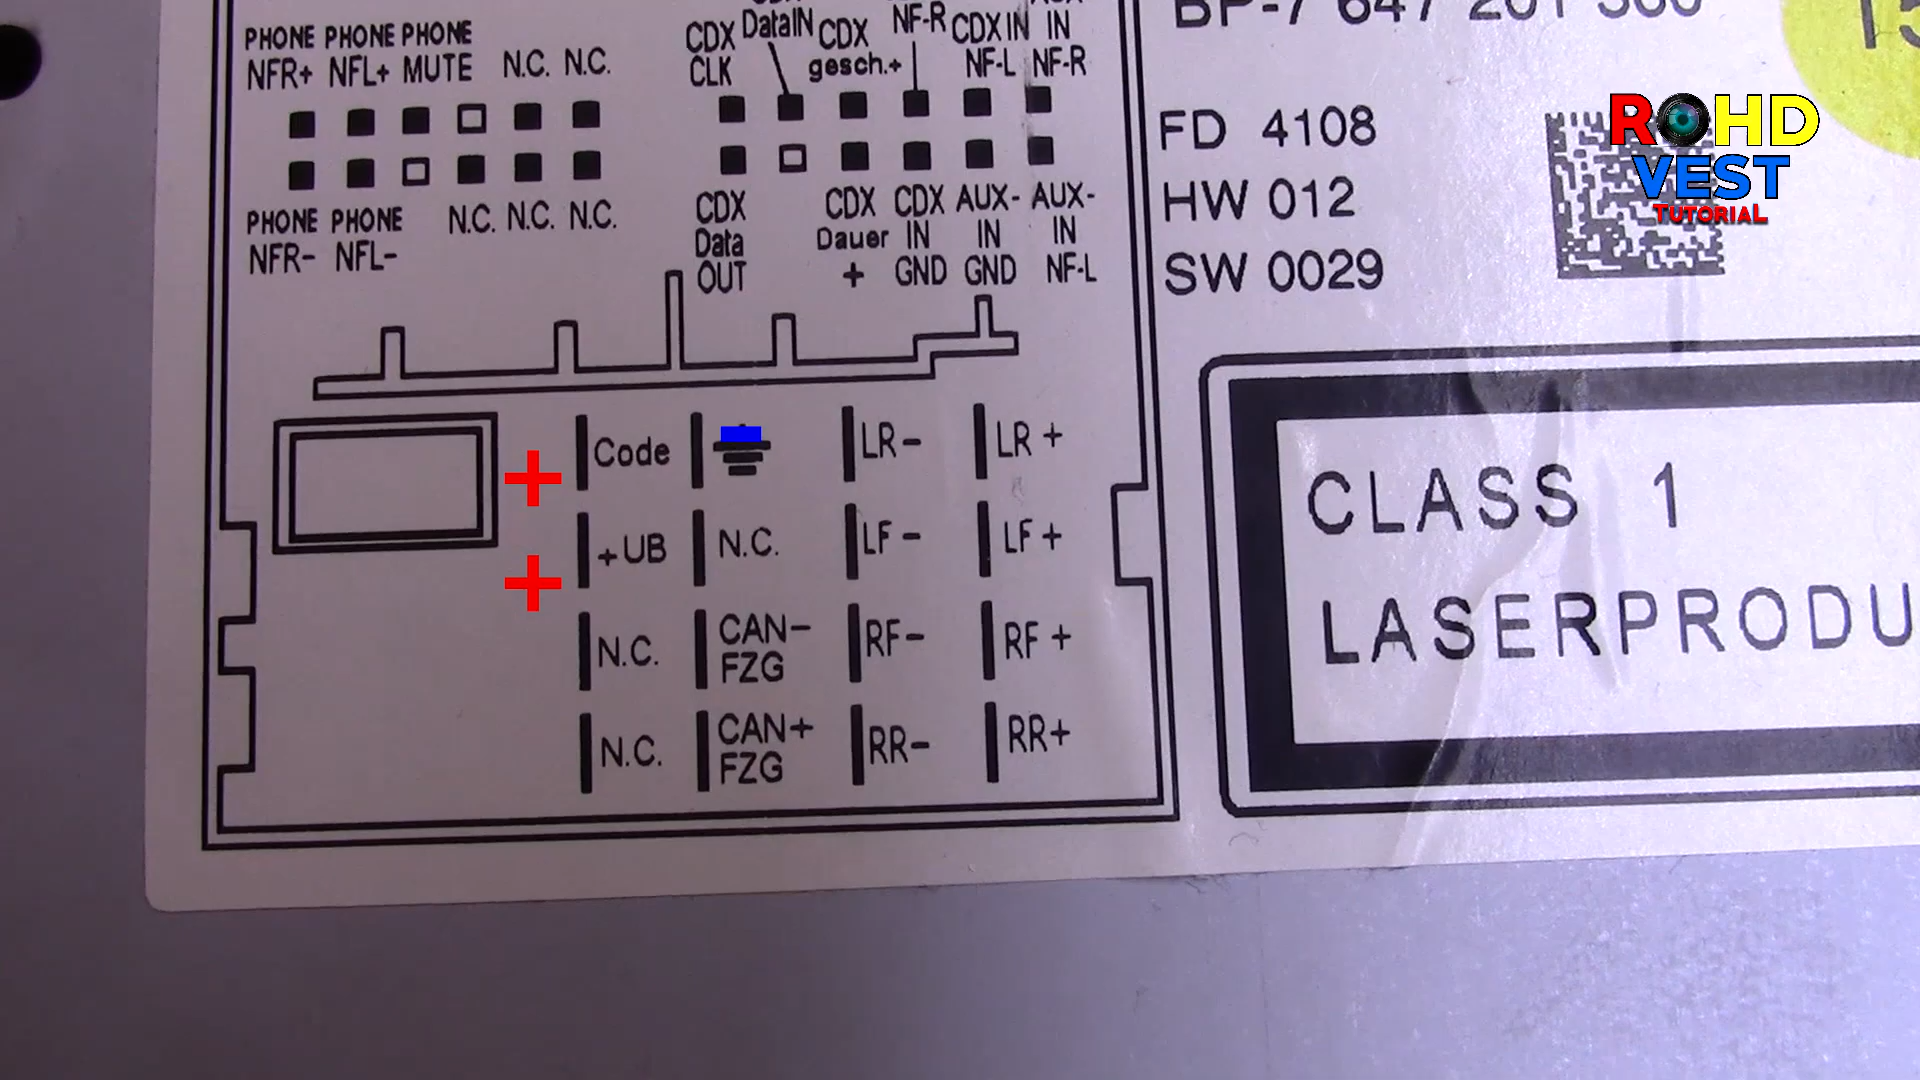 PHONE PHONE PHONE
NFR+ NFL+ MUTE N.C. N.C.
PHONE PHONE N.C. N.C. N.C.
NFR- NFL-
CDX DataIN CDX NF-R CDX IN IN
CLK gesch.+ NF-L NF-R
CDX CDX CDX AUX- AUX-
Data Dauer IN IN IN
OUT + GND GND NF-L
FD 4108
HW 012
SW 0029
ROHD
VEST
TUTORIAL
+ Code LR- LR +
+ +UB N.C. LF - LF +
N.C. CAN- FZG RF- RF +
N.C. CAN+ FZG RR- RR+
CLASS 1
LASERPRODU